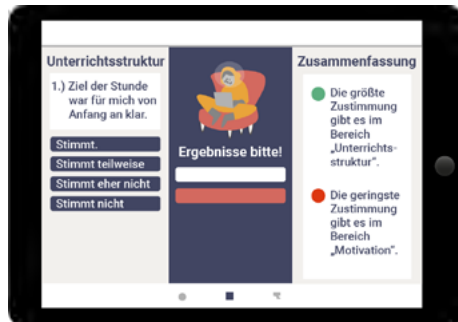 Unterrichtsstruktur
1.) Ziel der Stunde
war für mich von
Anfang an klar.
Stimmt.
Stimmt teilweise
Stimmt eher nicht
Stimmt nicht
Ergebnisse bitte!
Zusammenfassung
Die größte
Zustimmung
gibt es im
Bereich
„Unterrichts-
struktur“.
Die geringste
Zustimmung
gibt es im
Bereich
„Motivation“.